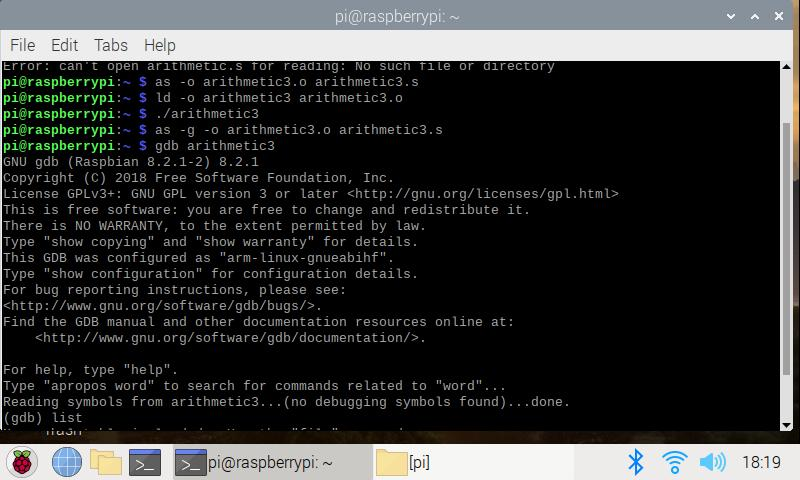 pi@raspberrypi: ~
File Edit Tabs Help
Error: can't open arithmetic.s for reading: No such file or directory
pi@raspberrypi:~ $ as -o arithmetic3.o arithmetic3.s
pi@raspberrypi:~ $ ld -o arithmetic3 arithmetic3.o
pi@raspberrypi:~ $ ./arithmetic3
pi@raspberrypi:~ $ as -g -o arithmetic3.o arithmetic3.s
pi@raspberrypi:~ $ gdb arithmetic3
GNU gdb (Raspbian 8.2.1-2) 8.2.1
Copyright (C) 2018 Free Software Foundation, Inc.
License GPLv3+: GNU GPL version 3 or later <http://gnu.org/licenses/gpl.html>
This is free software: you are free to change and redistribute it.
There is NO WARRANTY, to the extent permitted by law.
Type "show copying" and "show warranty" for details.
This GDB was configured as "arm-linux-gnueabihf".
Type "show configuration" for configuration details.
For bug reporting instructions, please see:
<http://www.gnu.org/software/gdb/bugs/>.
Find the GDB manual and other documentation resources online at:
    <http://www.gnu.org/software/gdb/documentation/>.
For help, type "help".
Type "apropos word" to search for commands related to "word"...
Reading symbols from arithmetic3...(no debugging symbols found)...done.
(gdb) list
pi@raspberrypi: ~ [pi] 18:19